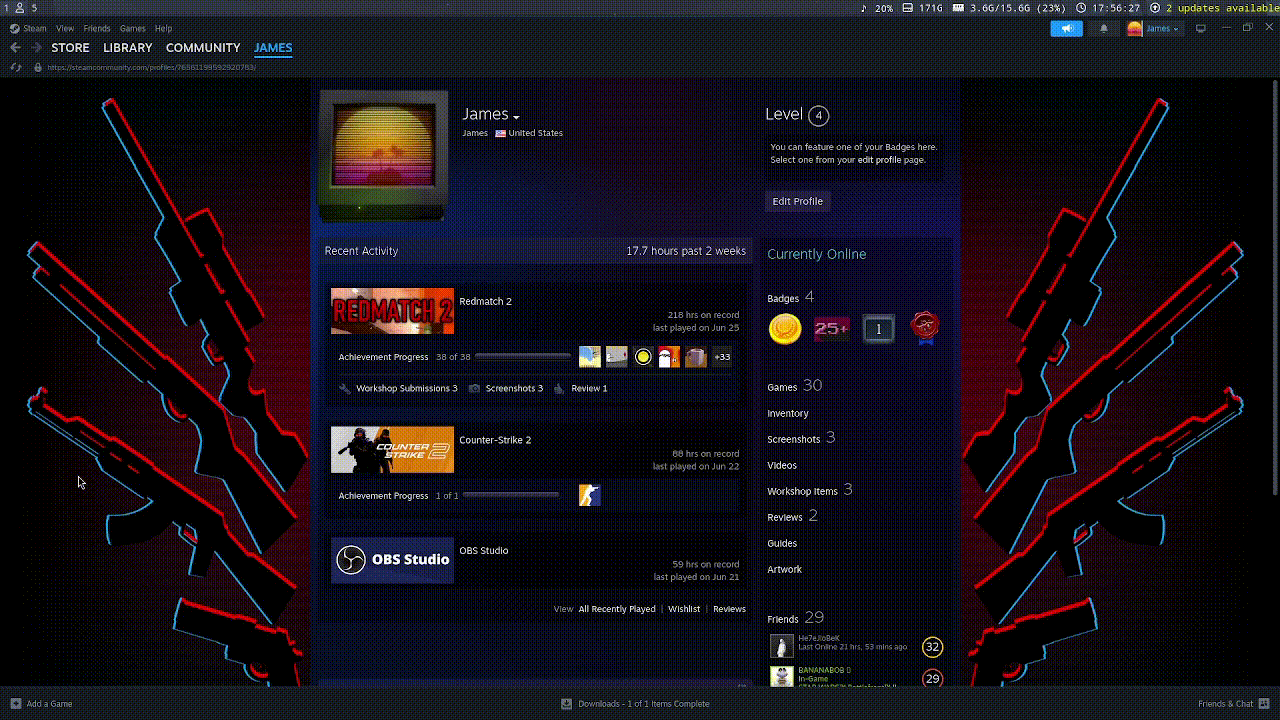 1 5
20% 171G 3.6G/15.6G (23%) 17:56:27 2 updates available
Steam View Friends Games Help
James
STORE LIBRARY COMMUNITY JAMES
James
James United States
Level 4
You can feature one of your Badges here.
Select one from your edit profile page.
Edit Profile
Recent Activity 17.7 hours past 2 weeks
REDMATCH 2
Redmatch 2
218 hrs on record
last played on Jun 25
Achievement Progress 38 of 38 +33
Workshop Submissions 3 Screenshots 3 Review 1
COUNTER STRIKE 2
Counter-Strike 2
88 hrs on record
last played on Jun 22
Achievement Progress 1 of 1
OBS Studio
OBS Studio
59 hrs on record
last played on Jun 21
View All Recently Played | Wishlist | Reviews
Currently Online
Badges 4
25+ 1
Games 30
Inventory
Screenshots 3
Videos
Workshop Items 3
Reviews 2
Guides
Artwork
Friends 29
He7eJloBeK
Last Online 21 hrs, 53 mins ago
32
BANANABOB
In-Game
29
Add a Game
Downloads - 1 of 1 Items Complete
Friends & Chat